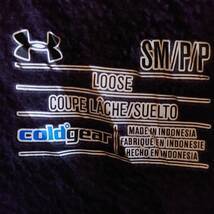 SM/P/P
LOOSE
COUPE LÂCHE/SUELTO
coldgear
MADE IN INDONESIA
FABRIQUÉ EN INDONÉSIE
HECHO EN INDONESIA